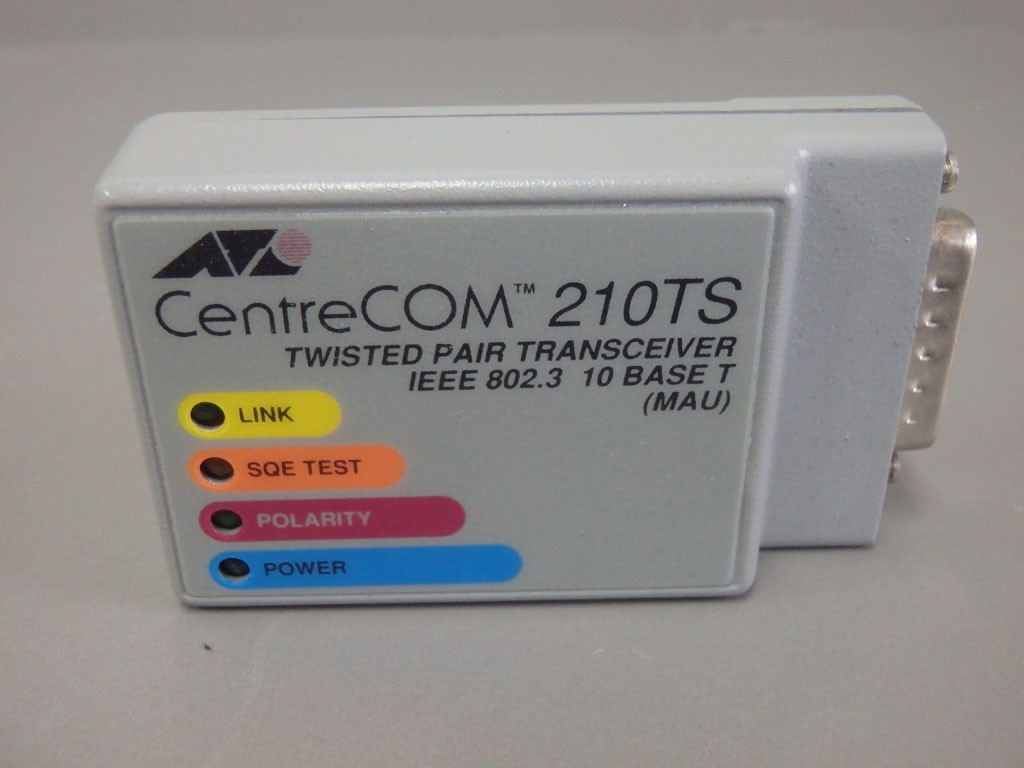 CentreCOM™ 210TS
TWISTED PAIR TRANSCEIVER
IEEE 802.3 10 BASE T
(MAU)
LINK
SQE TEST
POLARITY
POWER